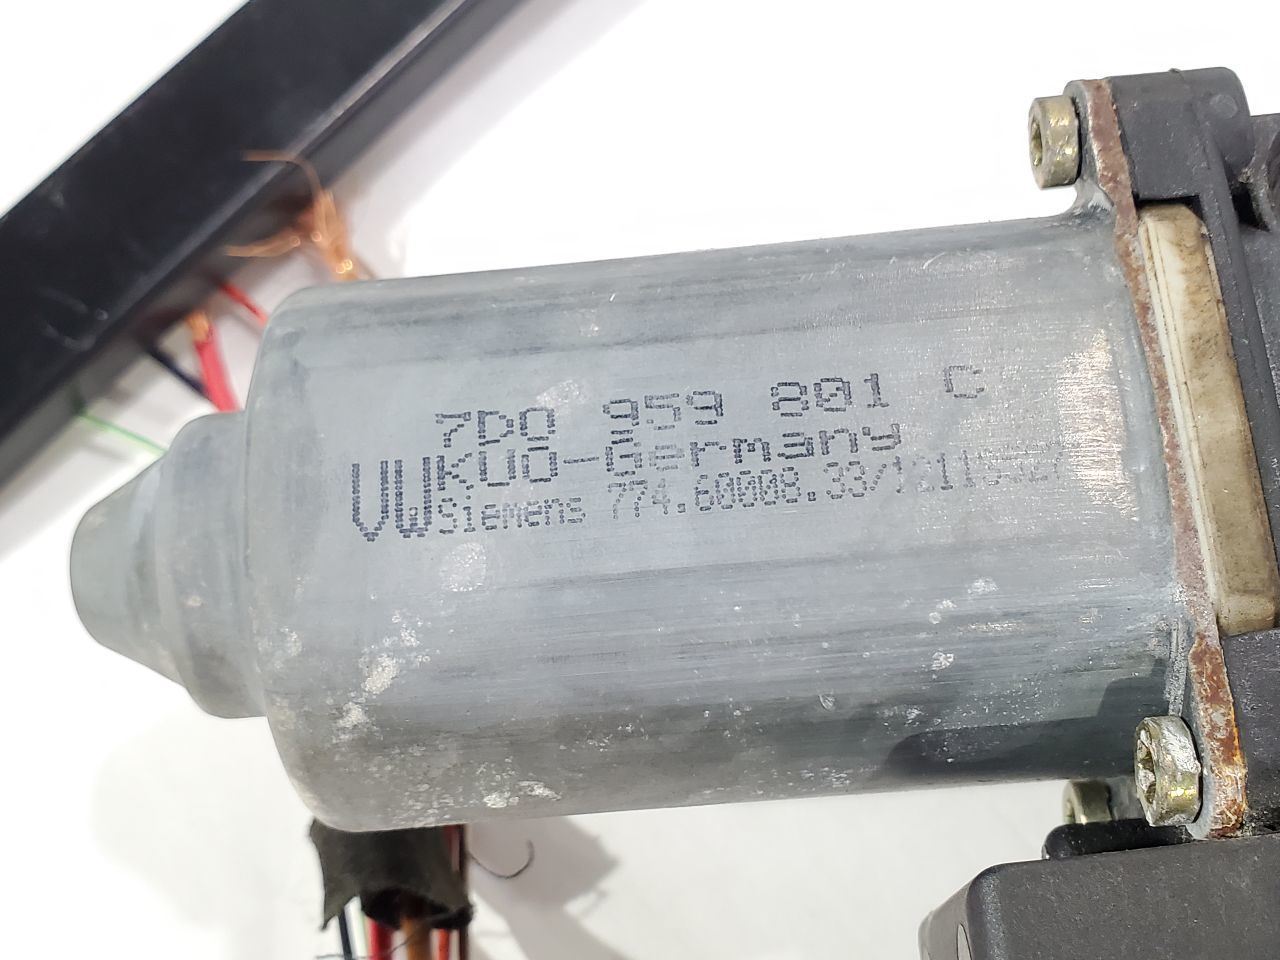 7D0 959 801 C
VW KUO-Germany
Siemens 774.60008.33/